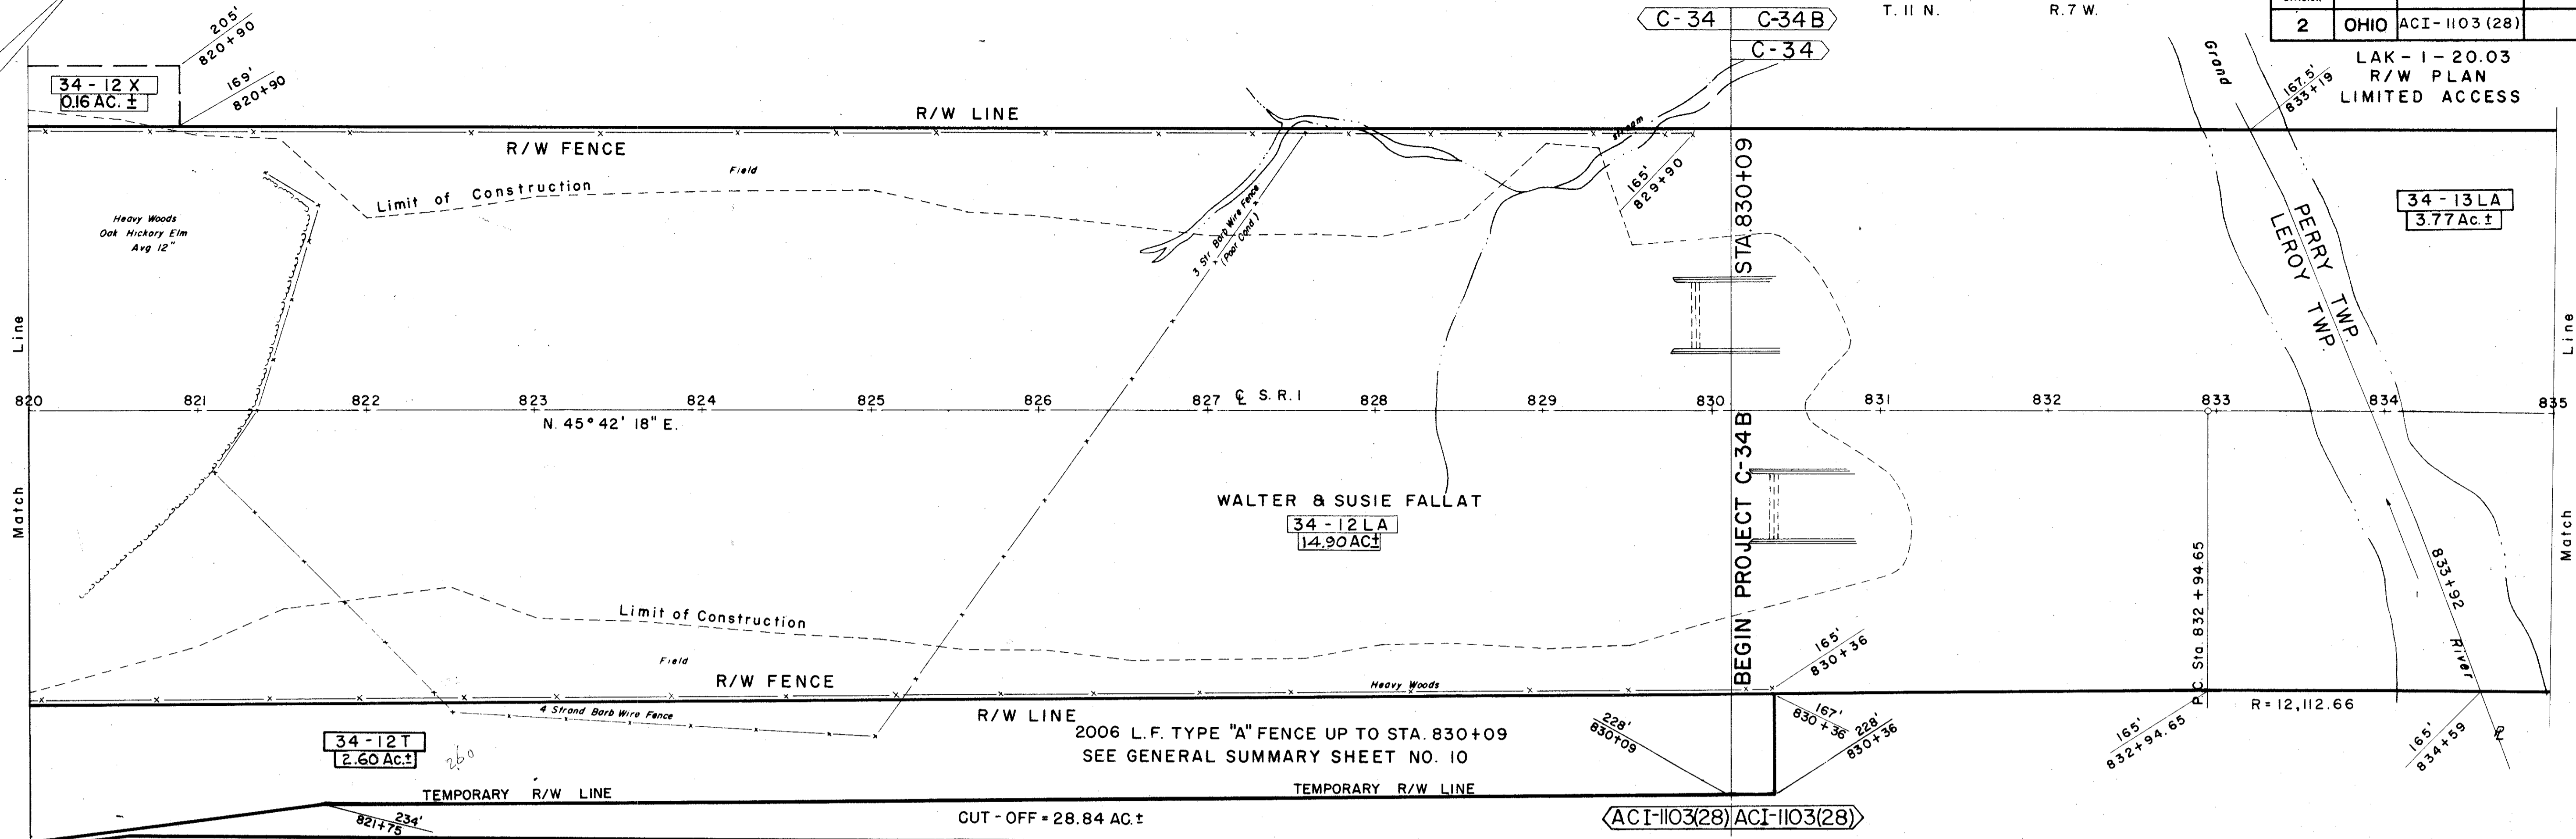 C-34 C-34B
C-34
T. 11 N. R. 7 W.
2 OHIO ACI-1103 (28)
LAK-1-20.03
R/W PLAN
LIMITED ACCESS
205'
820+90
169'
820+90
34-12 X
0.16 AC. ±
R/W LINE
R/W FENCE
Field
Limit of Construction
Heavy Woods
Oak Hickory Elm
Avg 12"
3 Str Barb Wire Fence
(Poor Cond.)
stream
165'
829+90
STA. 830+09
Grand
167.5'
833+19
34-13 LA
3.77 Ac. ±
PERRY TWP.
LEROY TWP.
Match Line
820 821 822 823 824 825 826 827 ℄ S.R. 1 828 829 830 831 832 833 834 835
N. 45° 42' 18" E.
WALTER & SUSIE FALLAT
34-12 LA
14.90 AC±
BEGIN PROJECT C-34B
P.C. Sta. 832+94.65
833+92
River
Match Line
Limit of Construction
Field
R/W FENCE
Heavy Woods
165'
830+36
4 Strand Barb Wire Fence
R/W LINE
2006 L.F. TYPE "A" FENCE UP TO STA. 830+09
SEE GENERAL SUMMARY SHEET NO. 10
228'
830+09
167'
830+36
228'
830+36
165'
832+94.65
R = 12,112.66
165'
834+59
34-12T
2.60 Ac.±
260
TEMPORARY R/W LINE
TEMPORARY R/W LINE
234'
821+75
CUT-OFF = 28.84 AC.±
ACI-1103(28) ACI-1103(28)